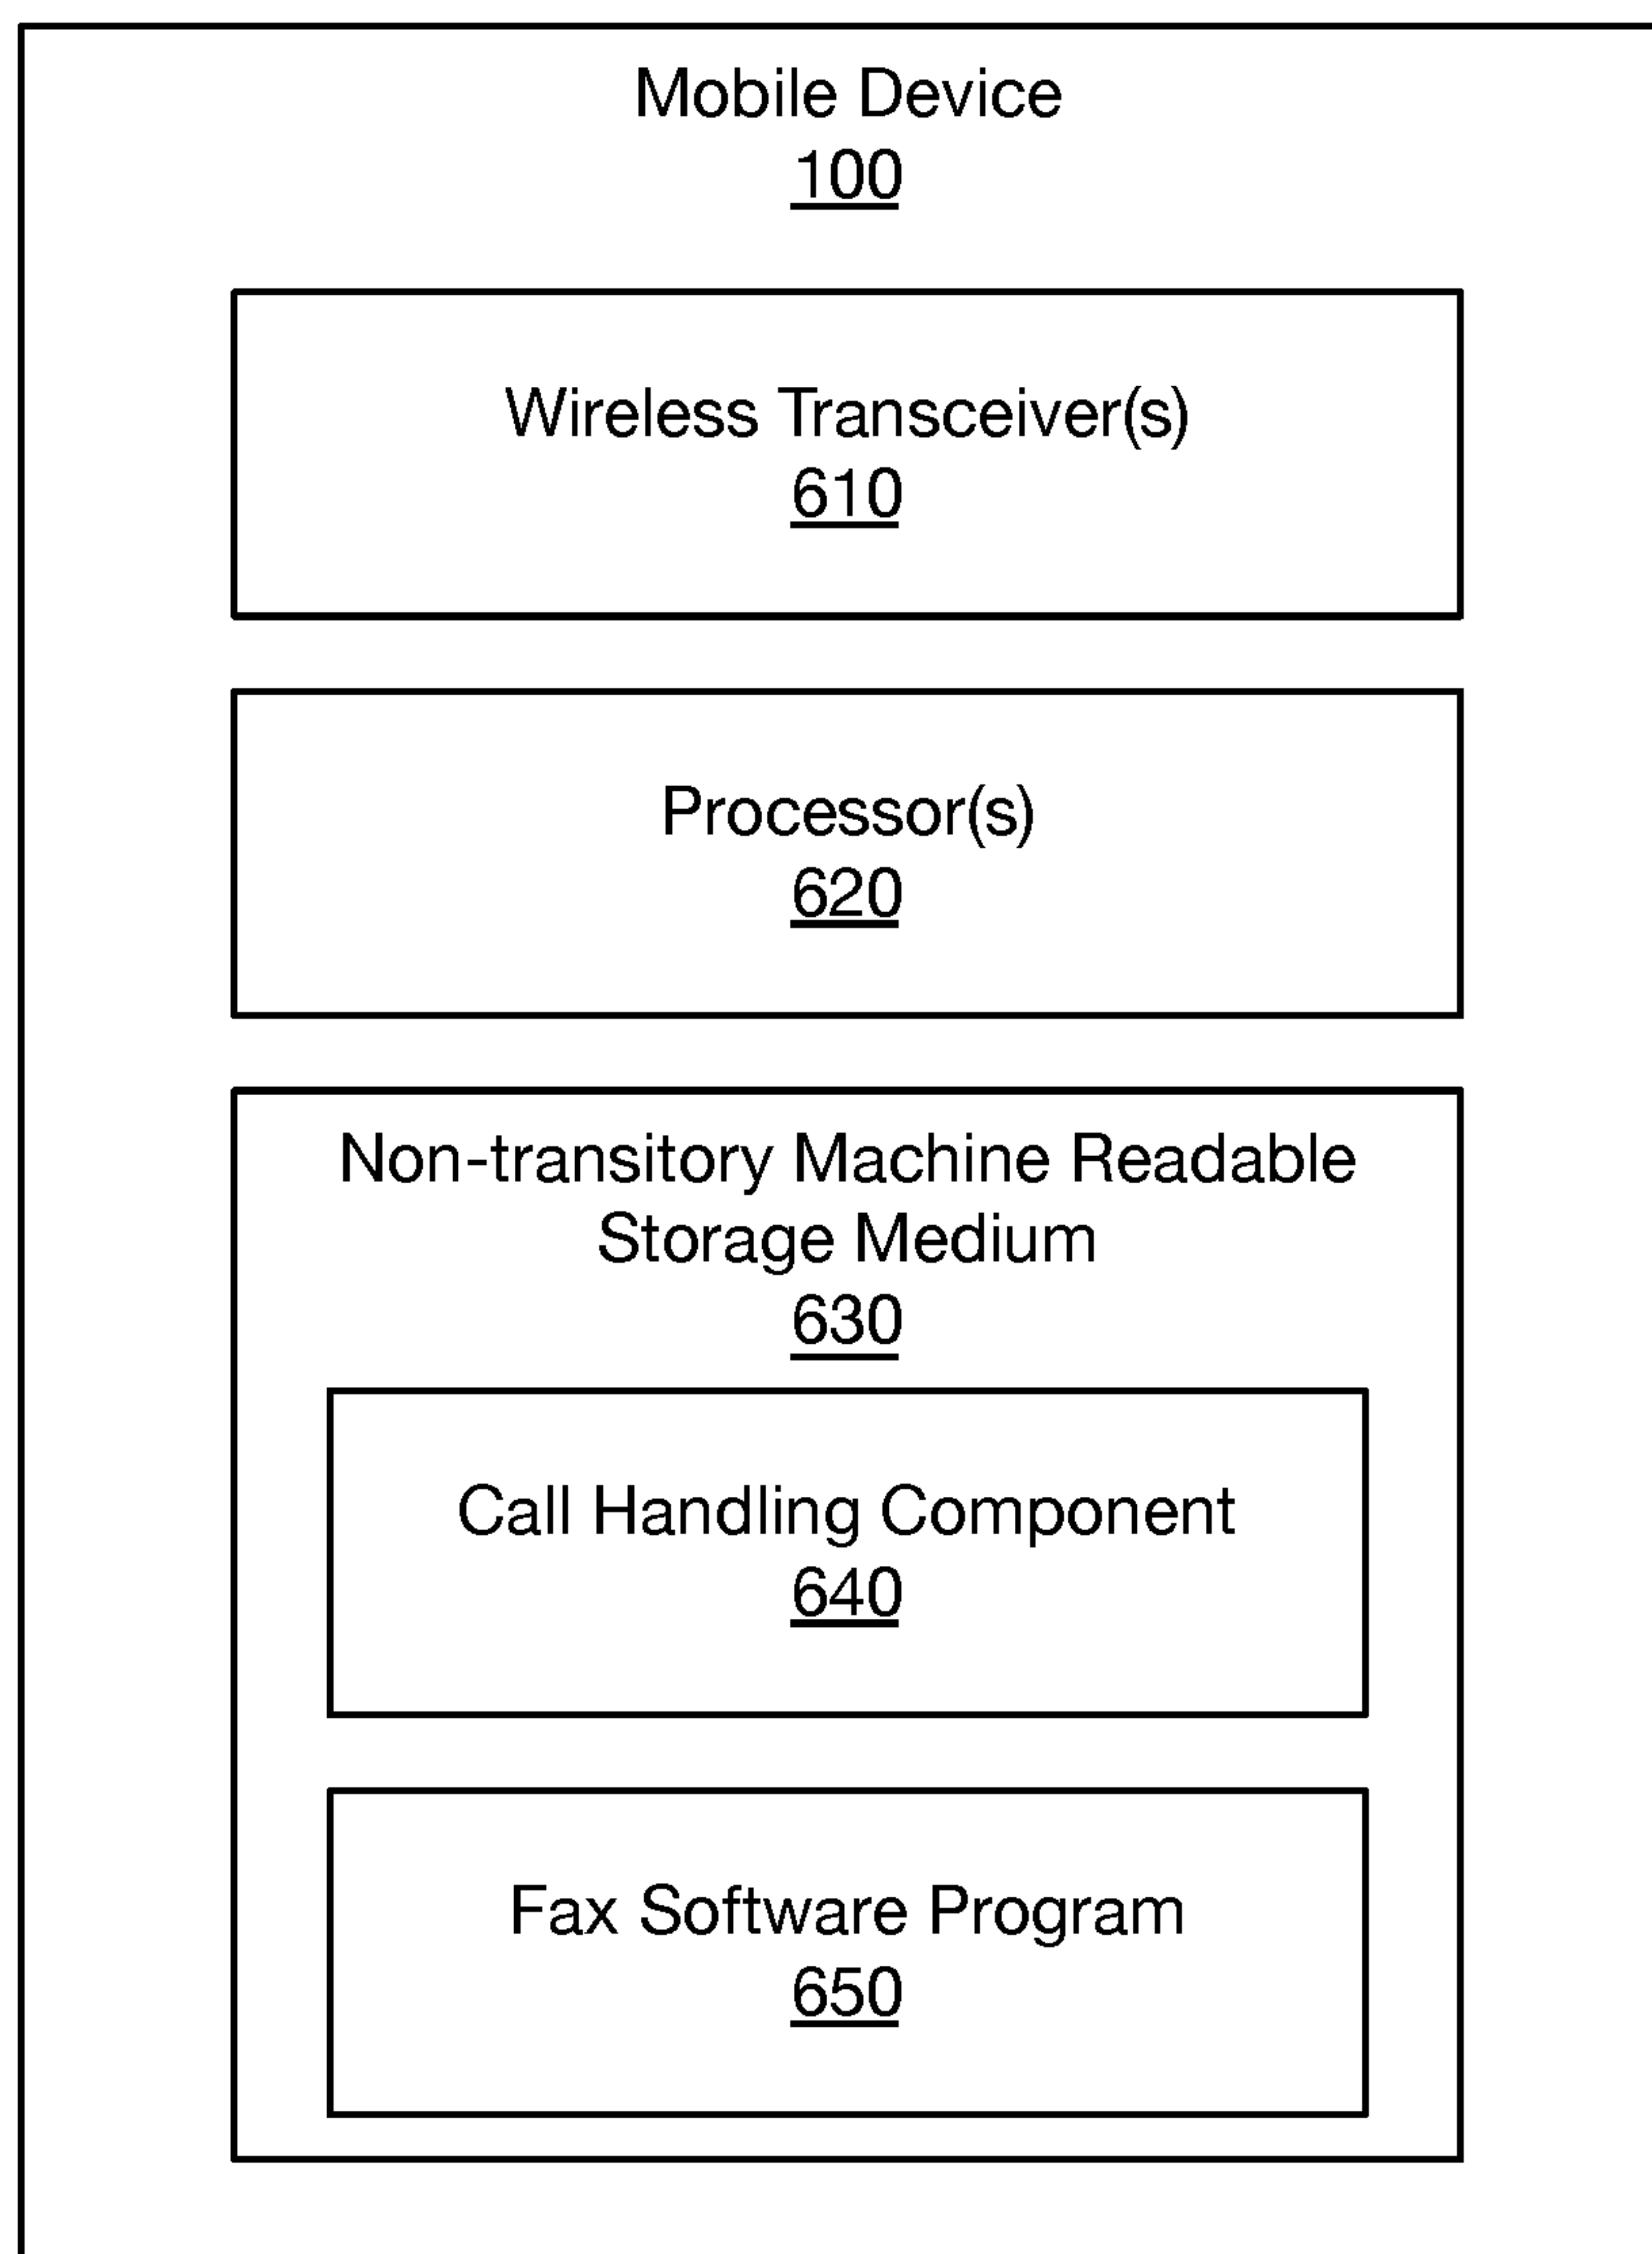 Mobile Device
100
Wireless Transceiver(s)
610
Processor(s)
620
Non-transitory Machine Readable
Storage Medium
630
Call Handling Component
640
Fax Software Program
650